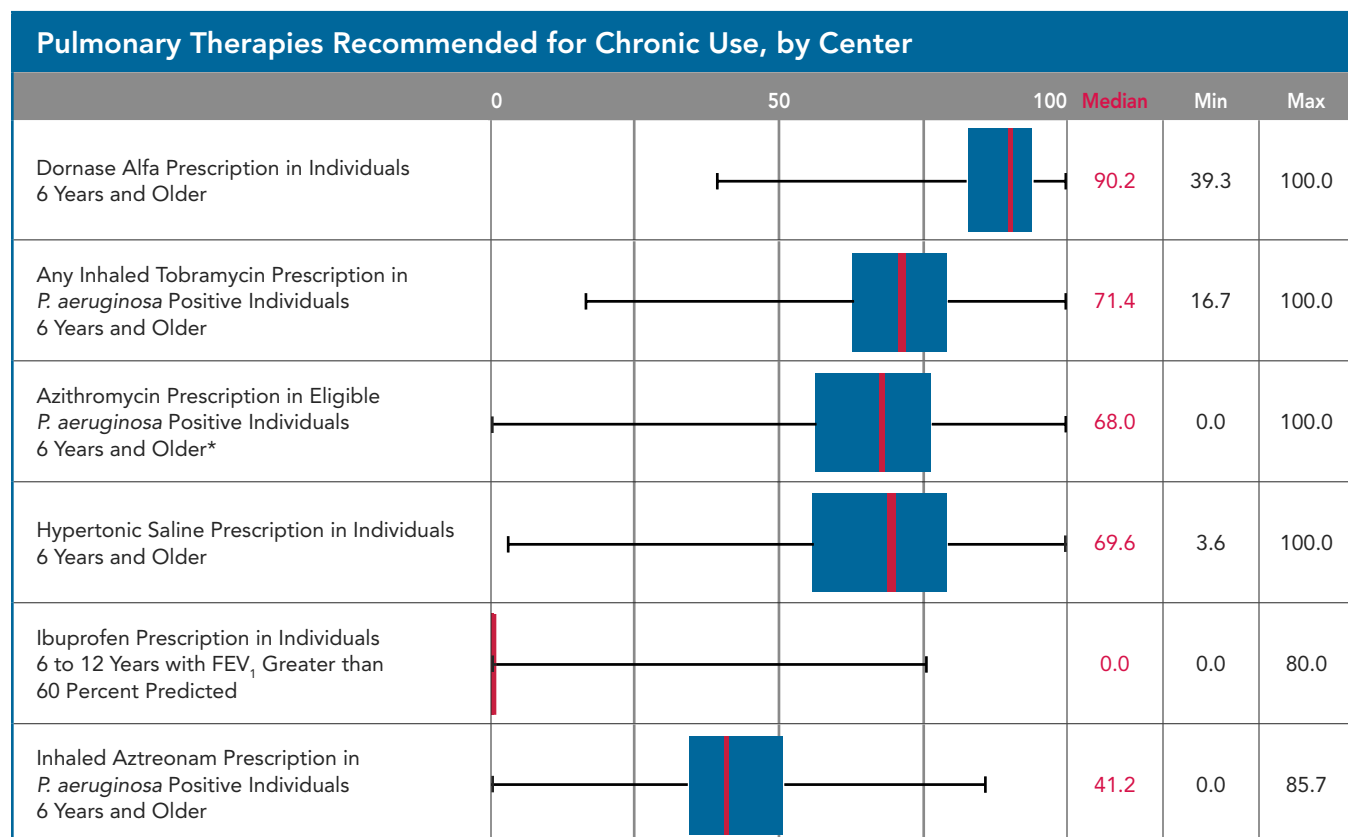 Pulmonary Therapies Recommended for Chronic Use, by Center
0 50 100 Median Min Max
Dornase Alfa Prescription in Individuals
6 Years and Older
90.2 39.3 100.0
Any Inhaled Tobramycin Prescription in
P. aeruginosa Positive Individuals
6 Years and Older
71.4 16.7 100.0
Azithromycin Prescription in Eligible
P. aeruginosa Positive Individuals
6 Years and Older*
68.0 0.0 100.0
Hypertonic Saline Prescription in Individuals
6 Years and Older
69.6 3.6 100.0
Ibuprofen Prescription in Individuals
6 to 12 Years with FEV₁ Greater than
60 Percent Predicted
0.0 0.0 80.0
Inhaled Aztreonam Prescription in
P. aeruginosa Positive Individuals
6 Years and Older
41.2 0.0 85.7